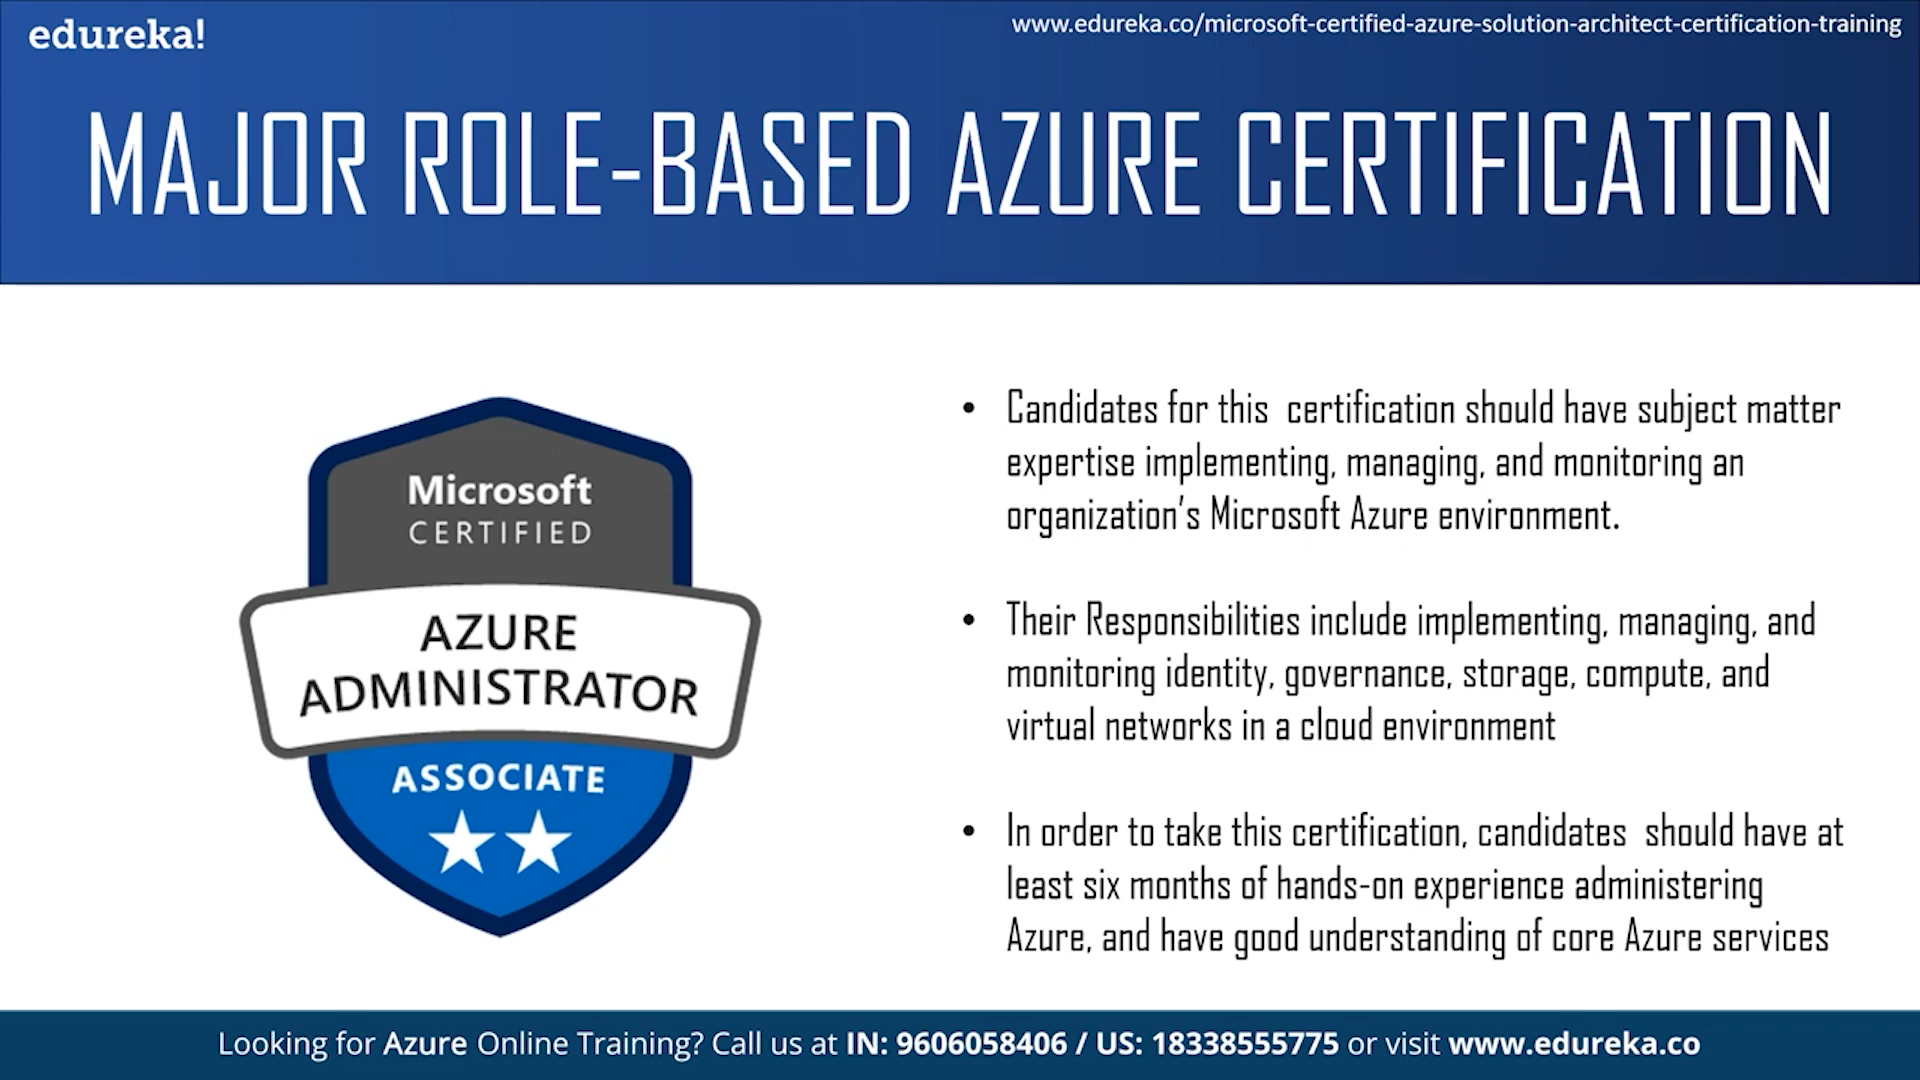 edureka!
www.edureka.co/microsoft-certified-azure-solution-architect-certification-training
MAJOR ROLE-BASED AZURE CERTIFICATION
Microsoft
CERTIFIED
AZURE
ADMINISTRATOR
ASSOCIATE
• Candidates for this  certification should have subject matter
expertise implementing, managing, and monitoring an
organization’s Microsoft Azure environment.
• Their Responsibilities include implementing, managing, and
monitoring identity, governance, storage, compute, and
virtual networks in a cloud environment
• In order to take this certification, candidates  should have at
least six months of hands-on experience administering
Azure, and have good understanding of core Azure services
Looking for Azure Online Training? Call us at IN: 9606058406 / US: 18338555775 or visit www.edureka.co